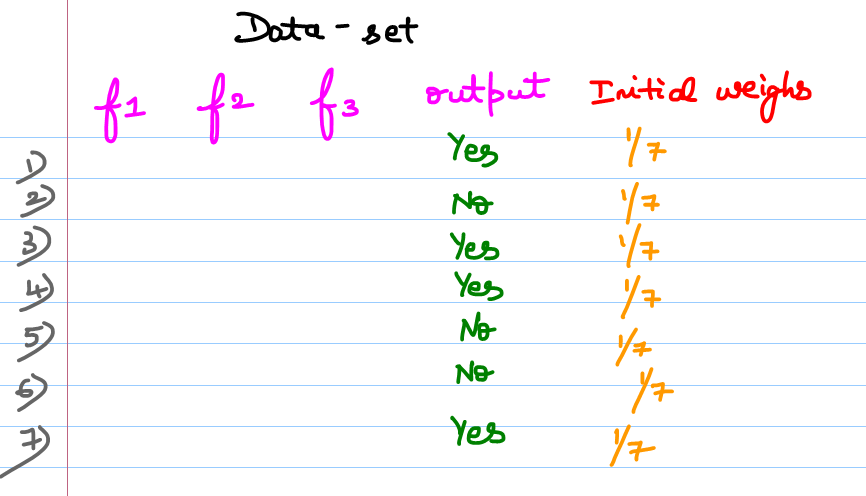 Data-set
f1 f2 f3 output Initial weighs
1) Yes 1/7
2) No 1/7
3) Yes 1/7
4) Yes 1/7
5) No 1/7
6) No 1/7
7) Yes 1/7